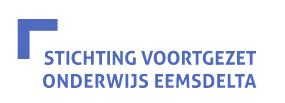 STICHTING VOORTGEZET
ONDERWIJS EEMSDELTA